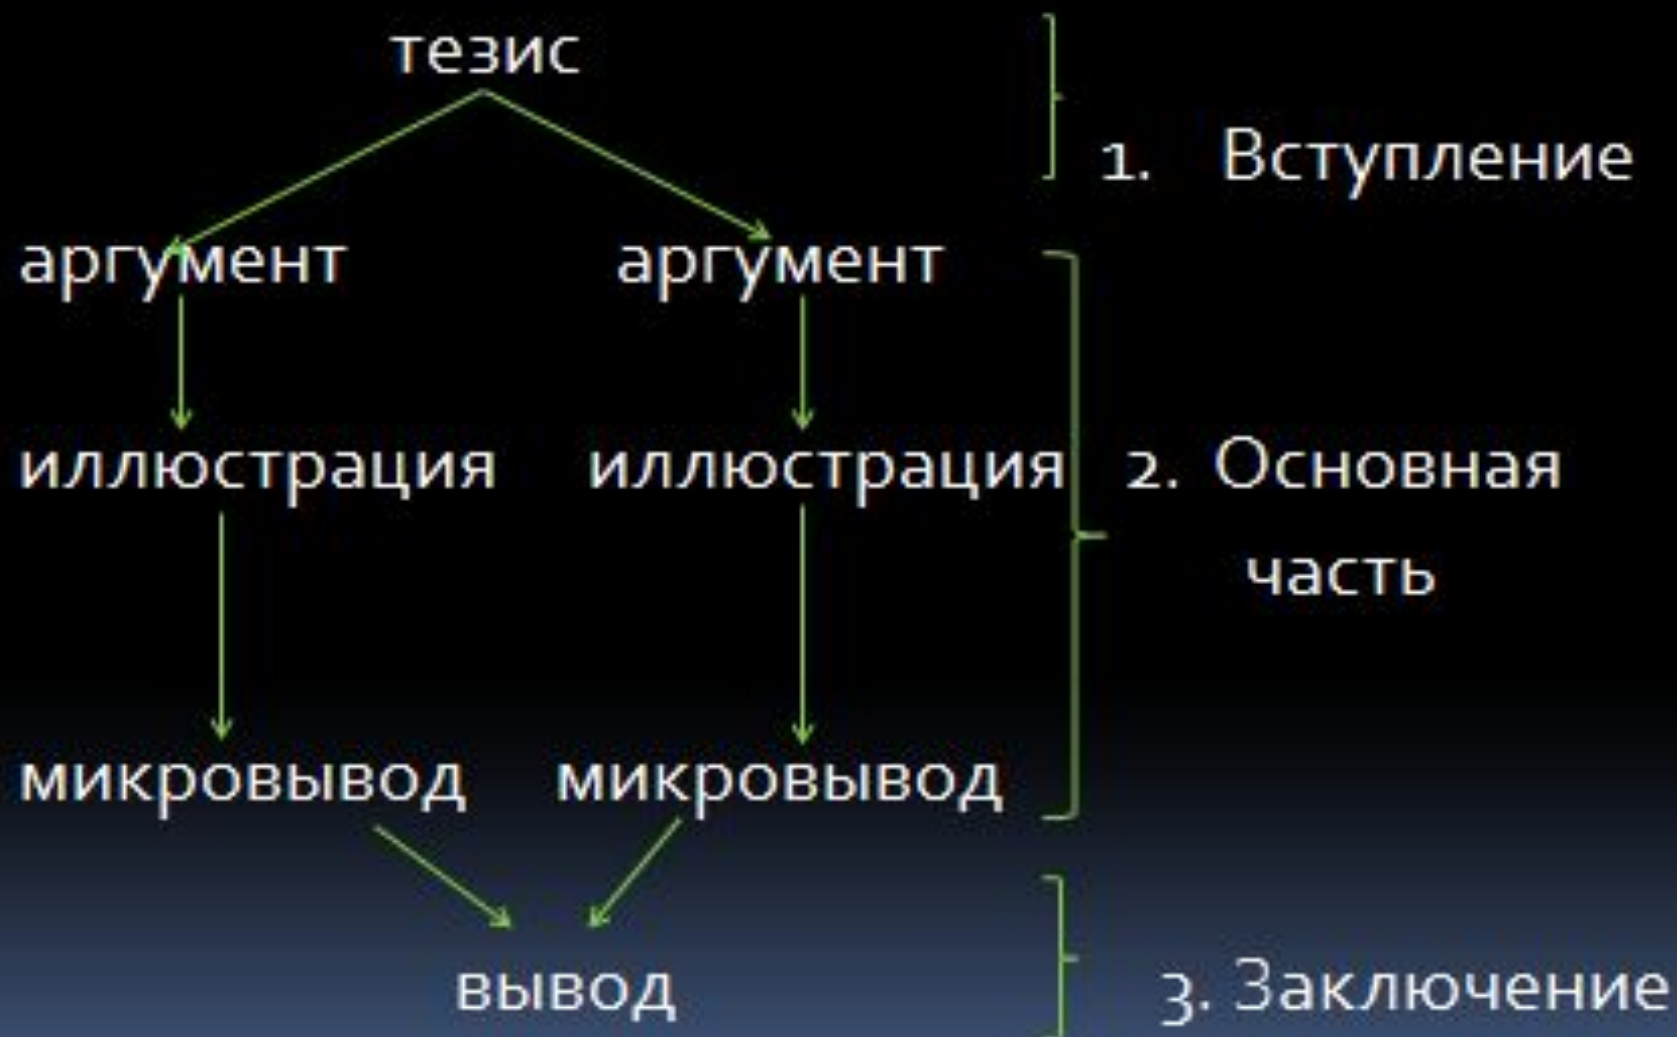 тезис
1. Вступление
аргумент аргумент
иллюстрация иллюстрация 2. Основная
часть
микровывод микровывод
вывод 3. Заключение